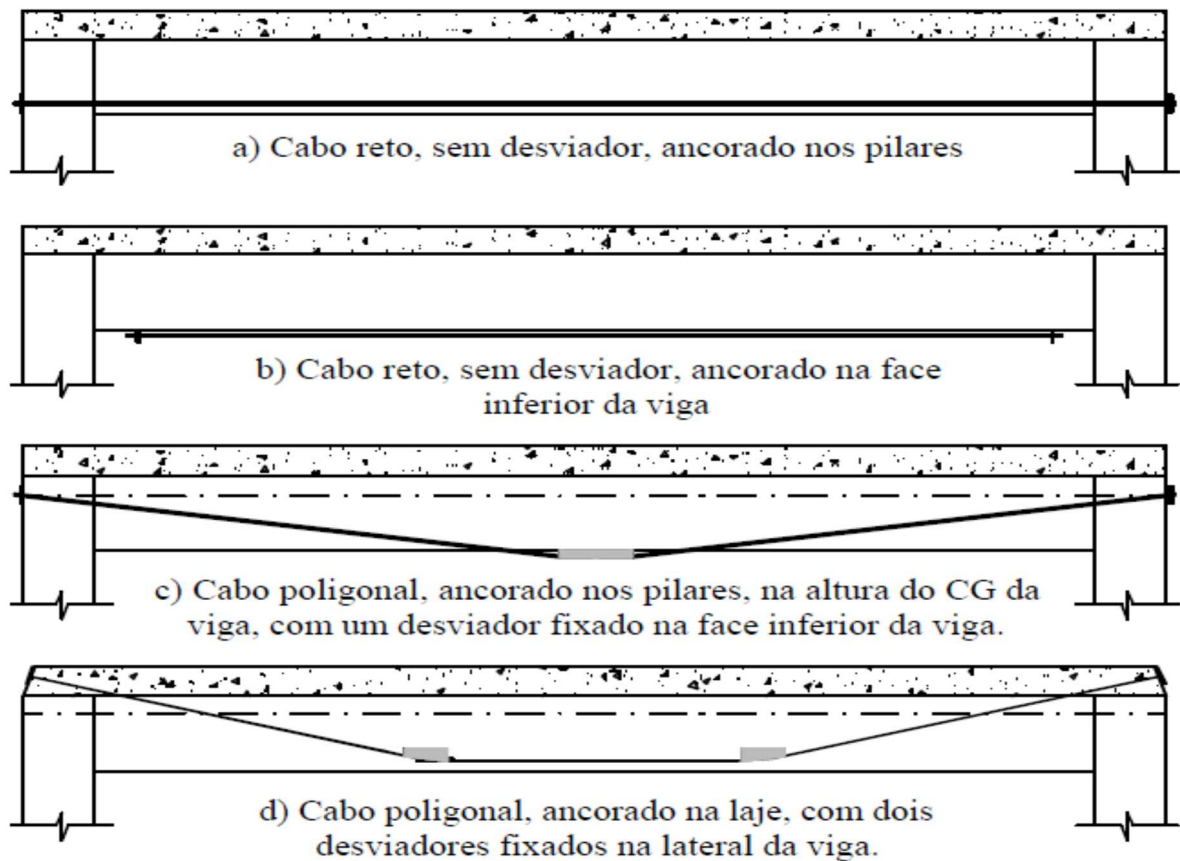 a) Cabo reto, sem desviador, ancorado nos pilares
b) Cabo reto, sem desviador, ancorado na face
inferior da viga
c) Cabo poligonal, ancorado nos pilares, na altura do CG da
viga, com um desviador fixado na face inferior da viga.
d) Cabo poligonal, ancorado na laje, com dois
desviadores fixados na lateral da viga.